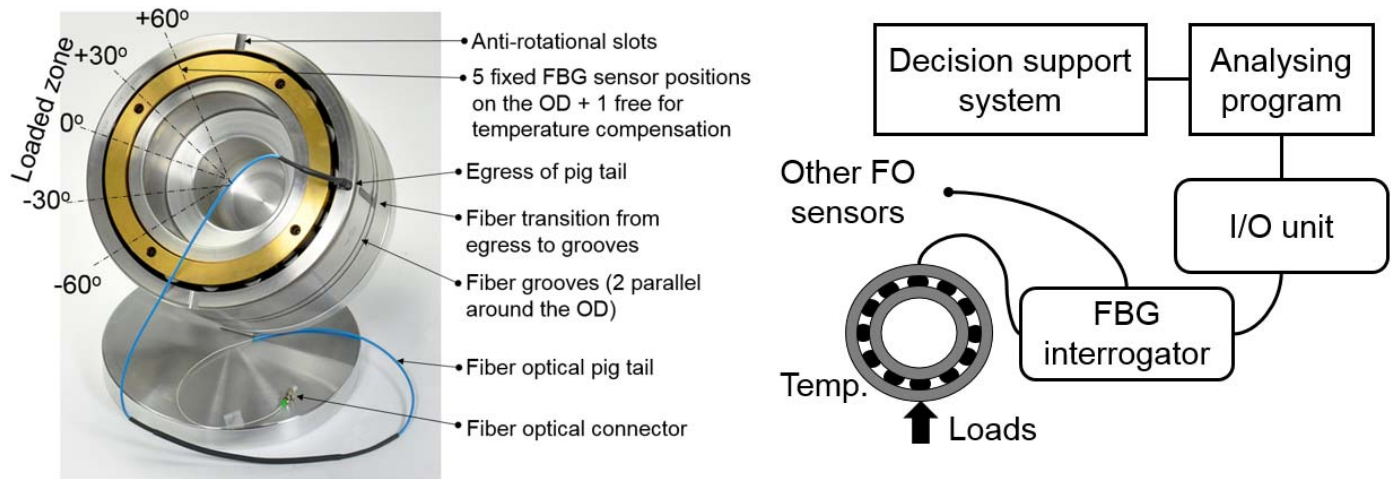 +60°
+30°
0°
-30°
-60°
Loaded zone
Anti-rotational slots
5 fixed FBG sensor positions
on the OD + 1 free for
temperature compensation
Egress of pig tail
Fiber transition from
egress to grooves
Fiber grooves (2 parallel
around the OD)
Fiber optical pig tail
Fiber optical connector
Decision support
system
Analysing
program
Other FO
sensors
I/O unit
FBG
interrogator
Temp.
Loads